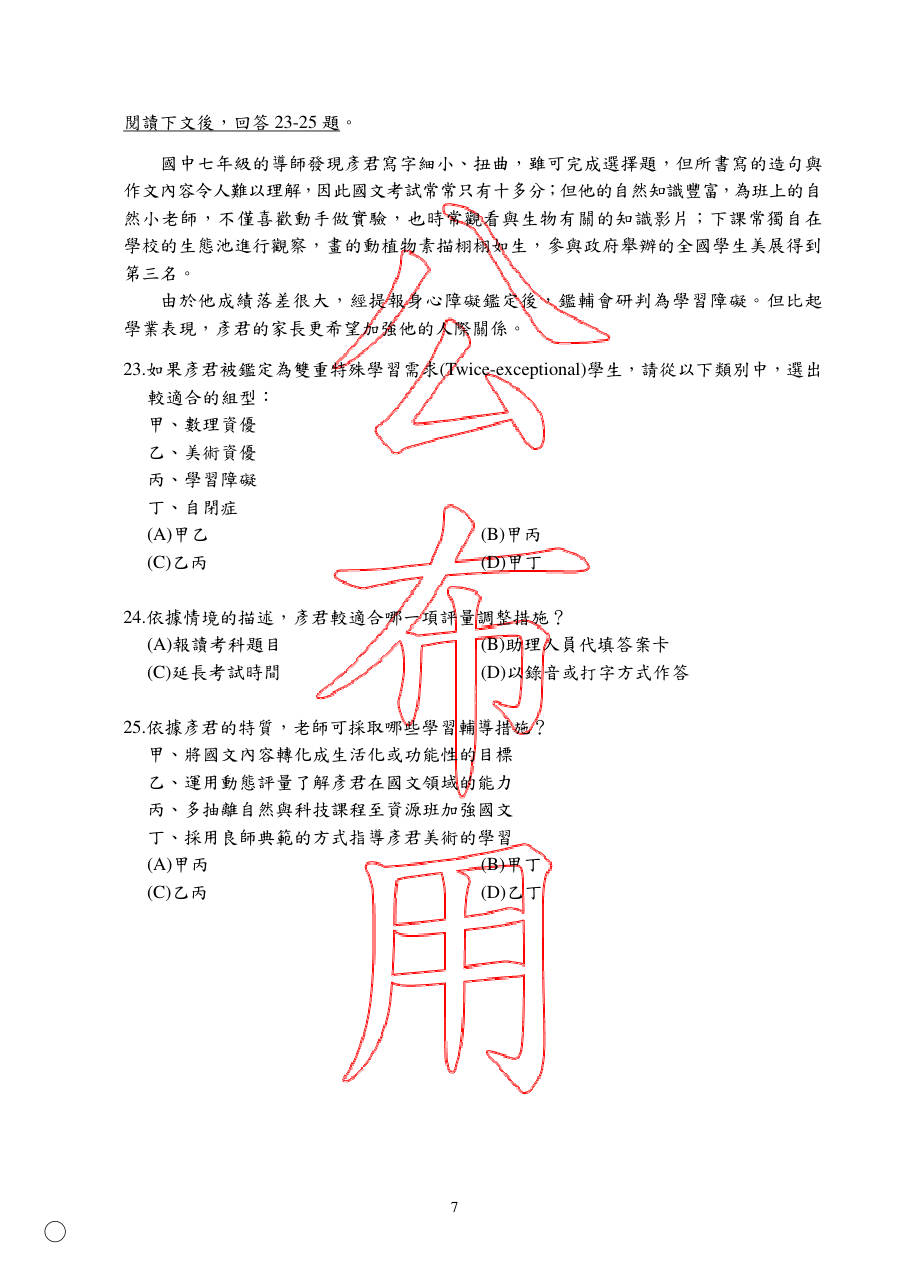 閱讀下文後，回答 23-25 題。
國中七年級的導師發現彥君寫字細小、扭曲，雖可完成選擇題，但所書寫的造句與
作文內容令人難以理解，因此國文考試常常只有十多分；但他的自然知識豐富，為班上的自
然小老師，不僅喜歡動手做實驗，也時常觀看與生物有關的知識影片；下課常獨自在
學校的生態池進行觀察，畫的動植物素描栩栩如生，參與政府舉辦的全國學生美展得到
第三名。
由於他成績落差很大，經提報身心障礙鑑定後，鑑輔會研判為學習障礙。但比起
學業表現，彥君的家長更希望加強他的人際關係。
23.如果彥君被鑑定為雙重特殊學習需求(Twice-exceptional)學生，請從以下類別中，選出
較適合的組型：
甲、數理資優
乙、美術資優
丙、學習障礙
丁、自閉症
(A)甲乙 (B)甲丙
(C)乙丙 (D)甲丁
24.依據情境的描述，彥君較適合哪一項評量調整措施？
(A)報讀考科題目 (B)助理人員代填答案卡
(C)延長考試時間 (D)以錄音或打字方式作答
25.依據彥君的特質，老師可採取哪些學習輔導措施？
甲、將國文內容轉化成生活化或功能性的目標
乙、運用動態評量了解彥君在國文領域的能力
丙、多抽離自然與科技課程至資源班加強國文
丁、採用良師典範的方式指導彥君美術的學習
(A)甲丙 (B)甲丁
(C)乙丙 (D)乙丁
公布用
7